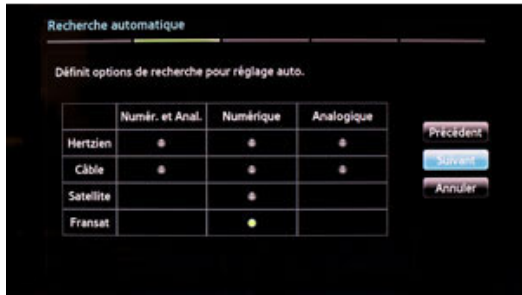 Recherche automatique
Définit options de recherche pour réglage auto.
Numér. et Anal. Numérique Analogique
Hertzien
Câble
Satellite
Fransat
Précédent
Suivant
Annuler